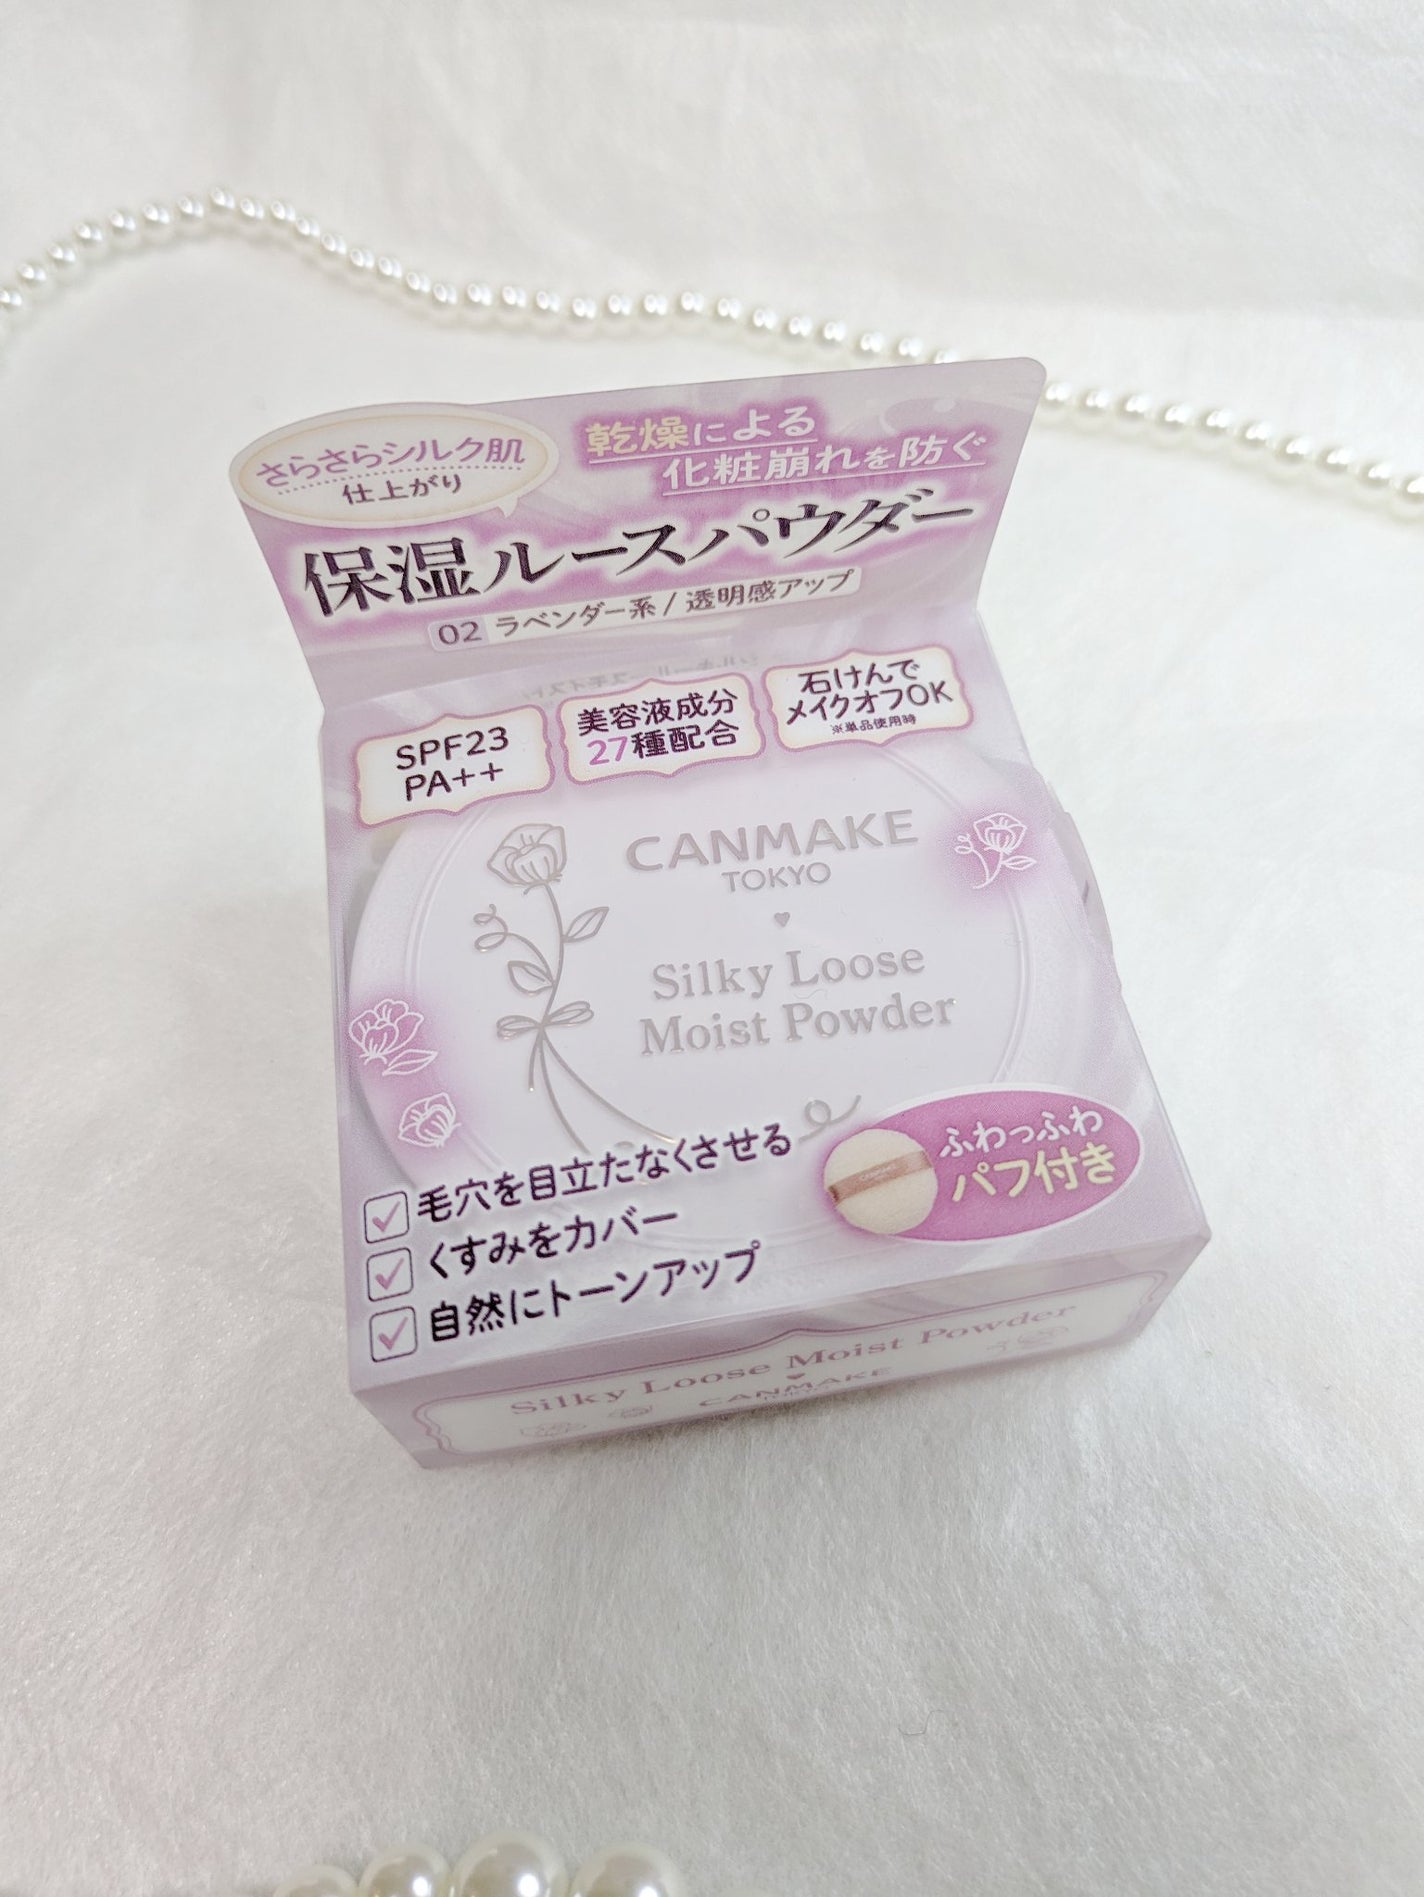 さらさらシルク肌
仕上がり
乾燥による
化粧崩れを防ぐ
保湿ルースパウダー
02 ラベンダー系 / 透明感アップ
SPF23
PA++
美容液成分
27種配合
石けんで
メイクオフOK
※単品使用時
CANMAKE
TOKYO
Silky Loose
Moist Powder
毛穴を目立たなくさせる
くすみをカバー
自然にトーンアップ
ふわっふわ
パフ付き
Silky Loose Moist Powder
CANMAKE